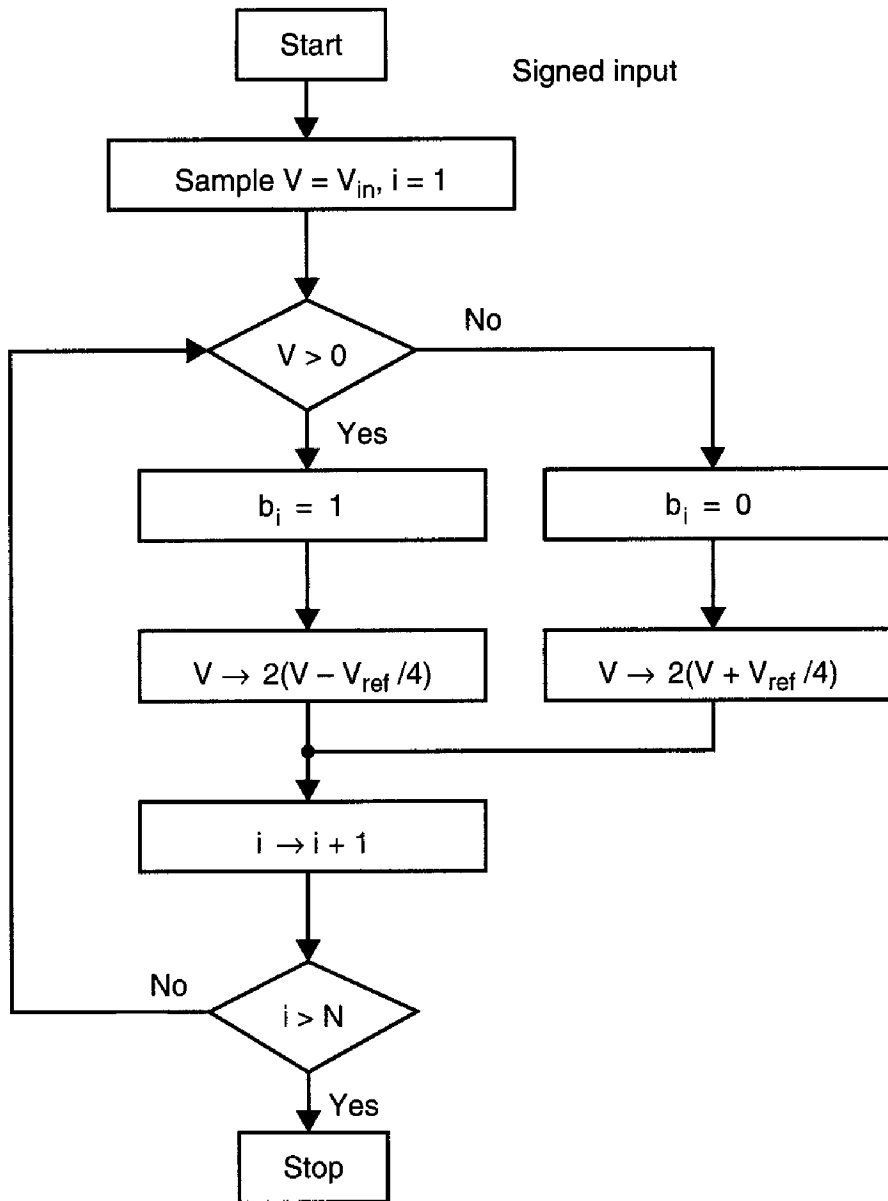 Start
Signed input
Sample V = V_in, i = 1
V > 0
No
Yes
b_i = 1
b_i = 0
V → 2(V – V_ref /4)
V → 2(V + V_ref /4)
i → i + 1
No
i > N
Yes
Stop